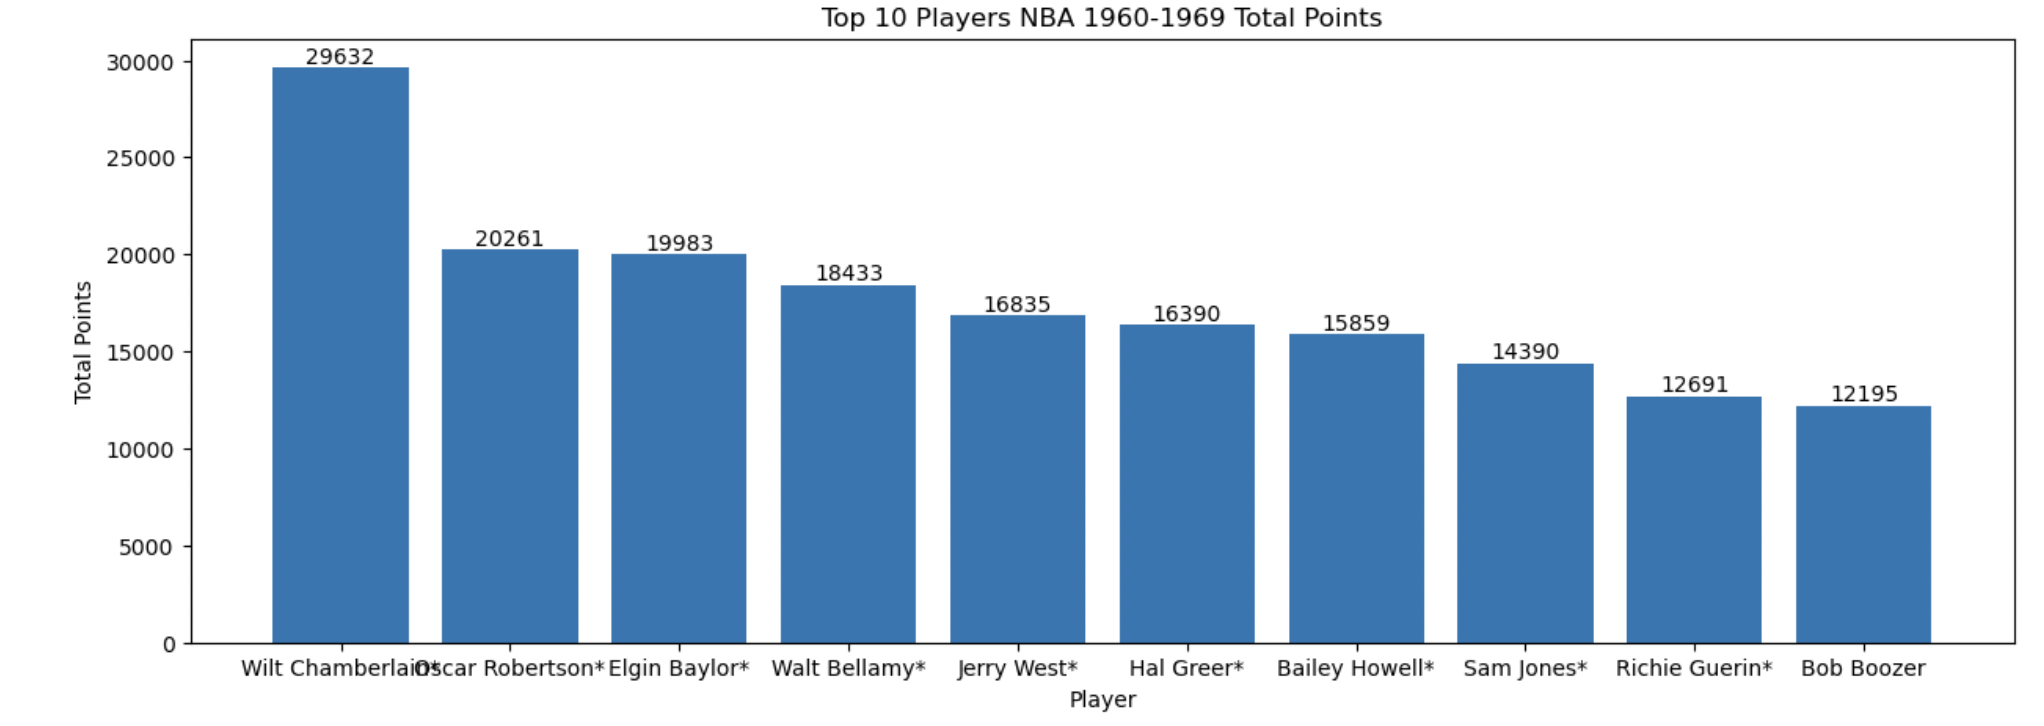 Top 10 Players NBA 1960-1969 Total Points
Total Points
30000
25000
20000
15000
10000
5000
0
29632
20261
19983
18433
16835
16390
15859
14390
12691
12195
Wilt Chamberlain*
Oscar Robertson*
Elgin Baylor*
Walt Bellamy*
Jerry West*
Hal Greer*
Bailey Howell*
Sam Jones*
Richie Guerin*
Bob Boozer
Player